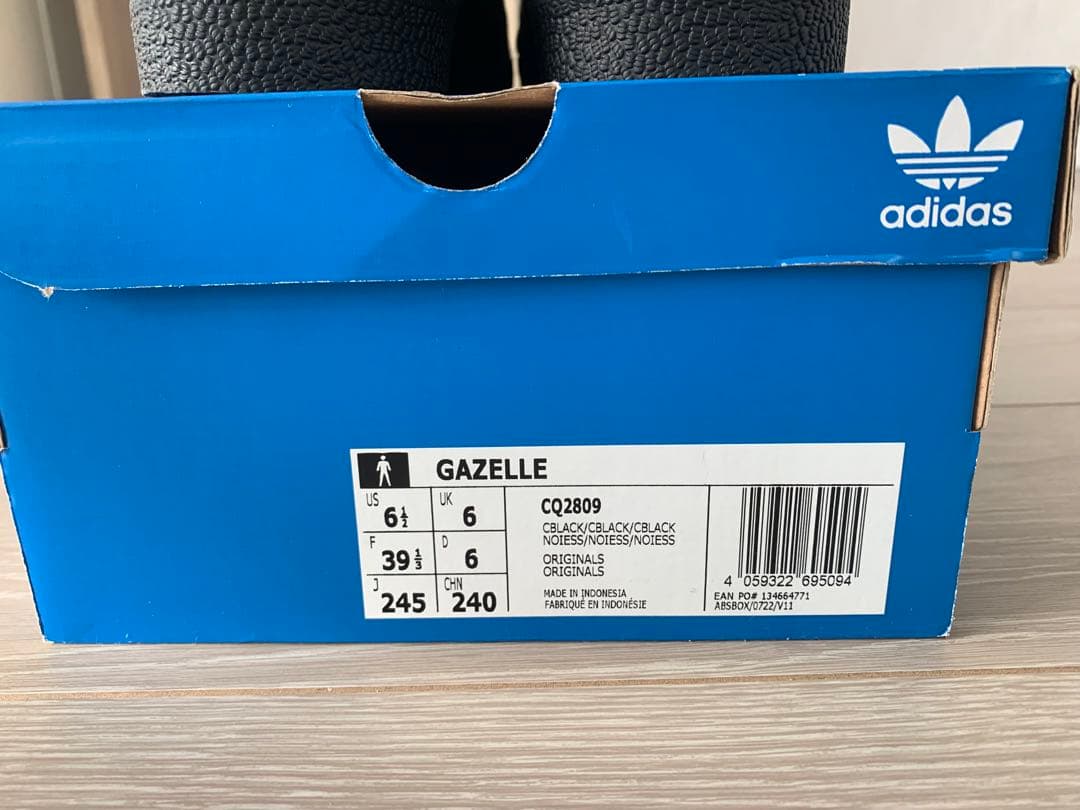 adidas
GAZELLE
US 6½ UK 6
F 39⅓ D 6
J 245 CHN 240
CQ2809
CBLACK/CBLACK/CBLACK
NOIESS/NOIESS/NOIESS
ORIGINALS
ORIGINALS
MADE IN INDONESIA
FABRIQUÉ EN INDONÉSIE
4 059322 695094
EAN PO# 134664771
ABSBOX/0722/V11